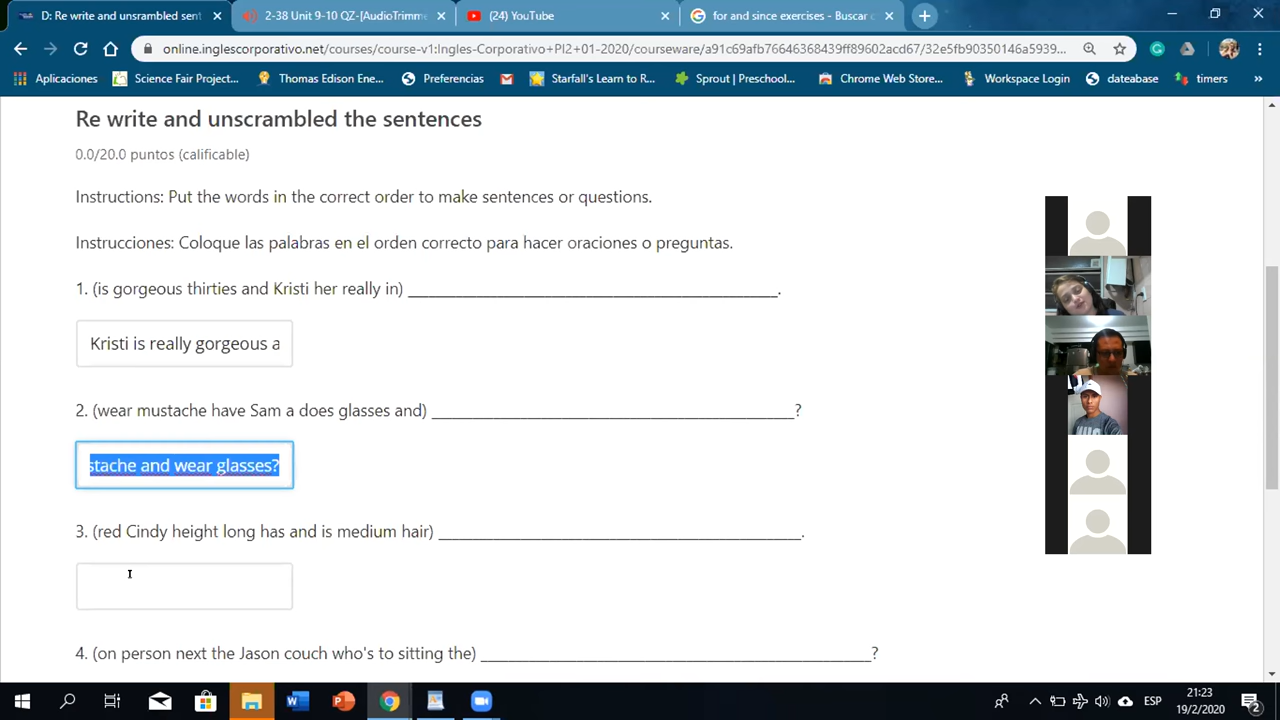 D: Re write and unscrambled sent
2-38 Unit 9-10 QZ-[AudioTrimme
(24) YouTube
for and since exercises - Buscar c
online.inglescorporativo.net/courses/course-v1:Ingles-Corporativo+PI2+01-2020/courseware/a91c69afb76646368439ff89602acd67/32e5fb90350146a5939...
Aplicaciones
Science Fair Project...
Thomas Edison Ene...
Preferencias
Starfall's Learn to R...
Sprout | Preschool...
Chrome Web Store...
Workspace Login
dateabase
timers
»
Re write and unscrambled the sentences
0.0/20.0 puntos (calificable)
Instructions: Put the words in the correct order to make sentences or questions.
Instrucciones: Coloque las palabras en el orden correcto para hacer oraciones o preguntas.
1. (is gorgeous thirties and Kristi her really in) ______________________________________________.
Kristi is really gorgeous a
2. (wear mustache have Sam a does glasses and) _____________________________________________?
stache and wear glasses?
3. (red Cindy height long has and is medium hair) _____________________________________________.
4. (on person next the Jason couch who's to sitting the) ________________________________________________?
ESP
21:23
19/2/2020
2